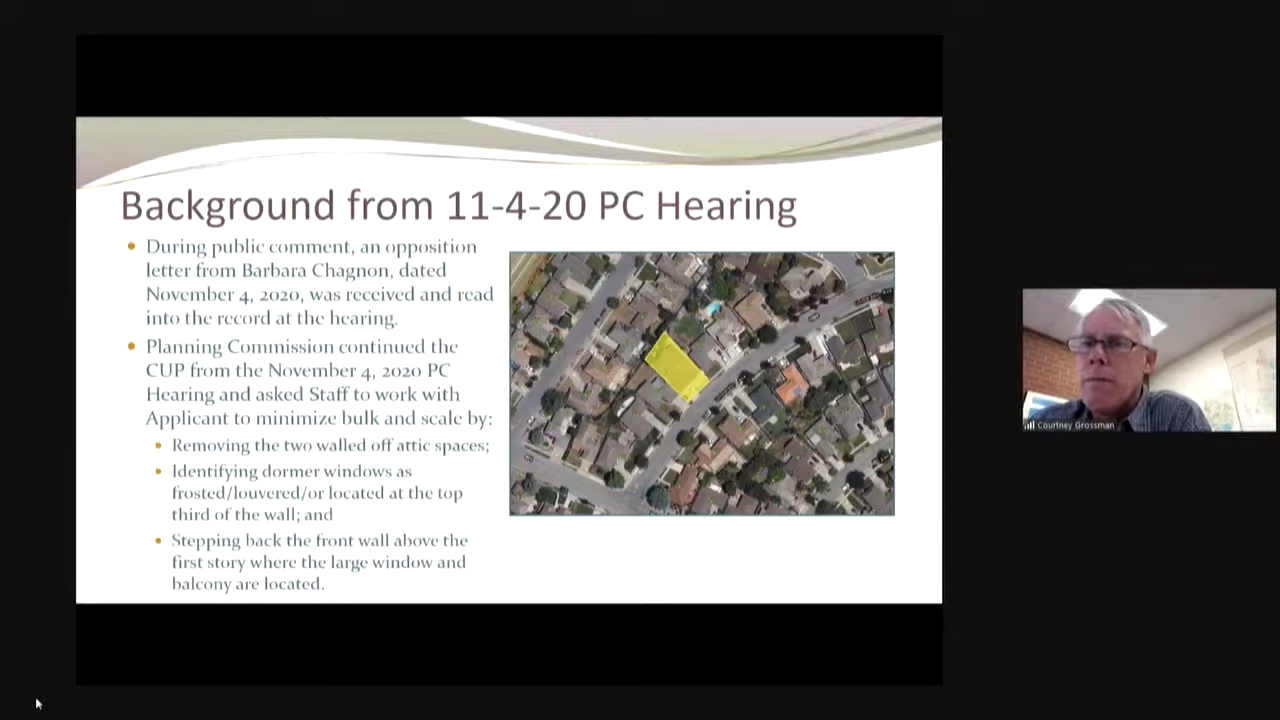 Background from 11-4-20 PC Hearing
• During public comment, an opposition
letter from Barbara Chagnon, dated
November 4, 2020, was received and read
into the record at the hearing.
• Planning Commission continued the
CUP from the November 4, 2020 PC
Hearing and asked Staff to work with
Applicant to minimize bulk and scale by:
• Removing the two walled off attic spaces;
• Identifying dormer windows as
frosted/louvered/or located at the top
third of the wall; and
• Stepping back the front wall above the
first story where the large window and
balcony are located.
Courtney Grossman